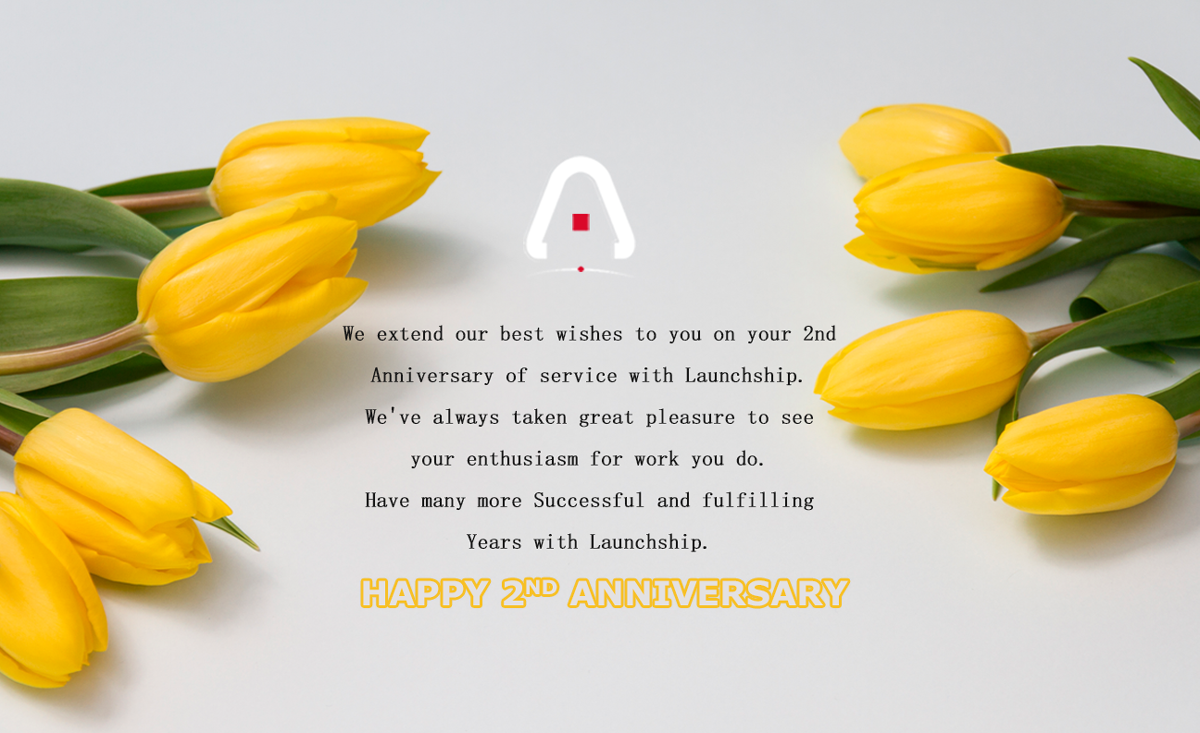 We extend our best wishes to you on your 2nd
Anniversary of service with Launchship.
We've always taken great pleasure to see
your enthusiasm for work you do.
Have many more Successful and fulfilling
Years with Launchship.
HAPPY 2ND ANNIVERSARY